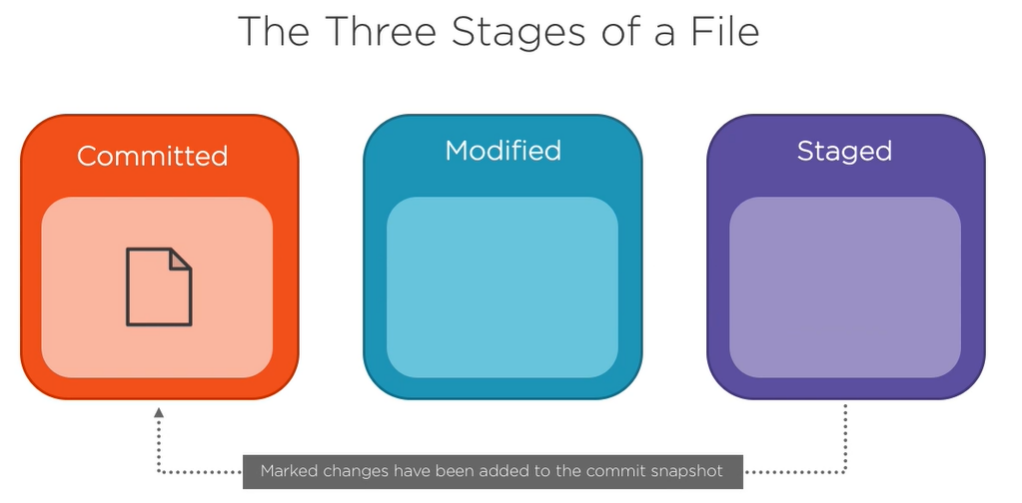 The Three Stages of a File
Committed
Modified
Staged
Marked changes have been added to the commit snapshot